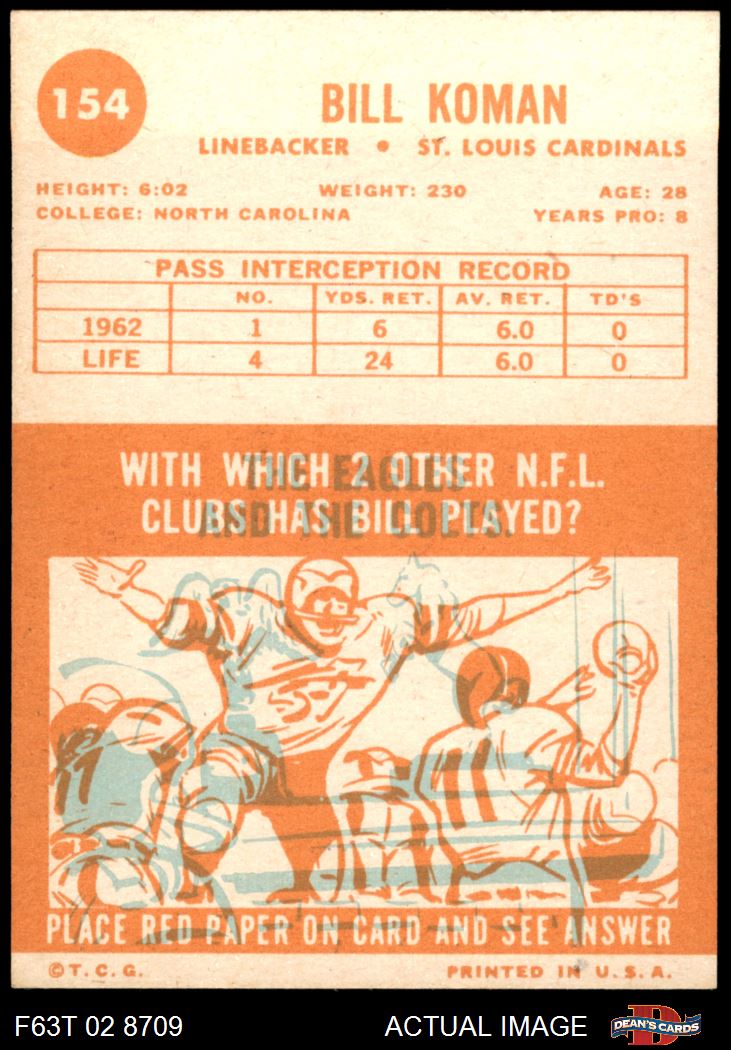 154
BILL KOMAN
LINEBACKER • ST. LOUIS CARDINALS
HEIGHT: 6:02 WEIGHT: 230 AGE: 28
COLLEGE: NORTH CAROLINA YEARS PRO: 8
PASS INTERCEPTION RECORD
NO. YDS. RET. AV. RET. TD'S
1962 1 6 6.0 0
LIFE 4 24 6.0 0
WITH WHICH 2 OTHER N.F.L.
THE EAGLES
CLUBS HAS BILL PLAYED?
AND THE COLTS.
PLACE RED PAPER ON CARD AND SEE ANSWER
©T.C.G. PRINTED IN U.S.A.
F63T 02 8709 ACTUAL IMAGE
D
DEAN'S CARDS